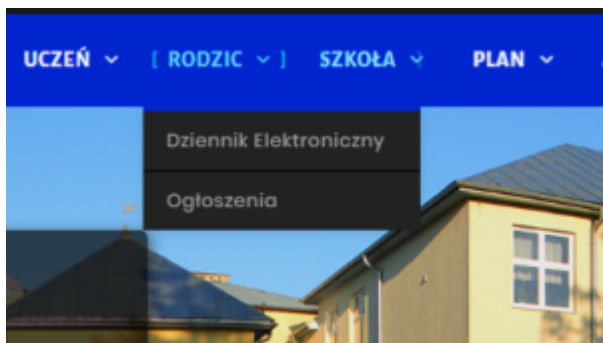 UCZEŃ [ RODZIC ] SZKOŁA PLAN
Dziennik Elektroniczny
Ogłoszenia